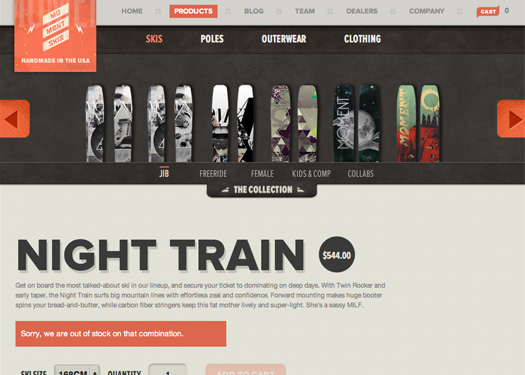 MO
MENT
SKIS
HANDMADE IN THE USA
HOME PRODUCTS BLOG TEAM DEALERS COMPANY CART 0
SKIS POLES OUTERWEAR CLOTHING
MOMENT
MOMENT
JIB FREERIDE FEMALE KIDS & COMP COLLABS
THE COLLECTION
NIGHT TRAIN $544.00
Get on board the most talked-about ski in our lineup, and secure your ticket to dominating on deep days. With Twin Rocker and
early taper, the Night Train surfs big mountain lines with effortless zeal and confidence. Forward mounting makes huge booter
spins your bread-and-butter, while carbon fiber stringers keep this fat mother lively and super-light. She's a sassy MILF.
Sorry, we are out of stock on that combination.
SKI SIZE 168CM QUANTITY 1 ADD TO CART